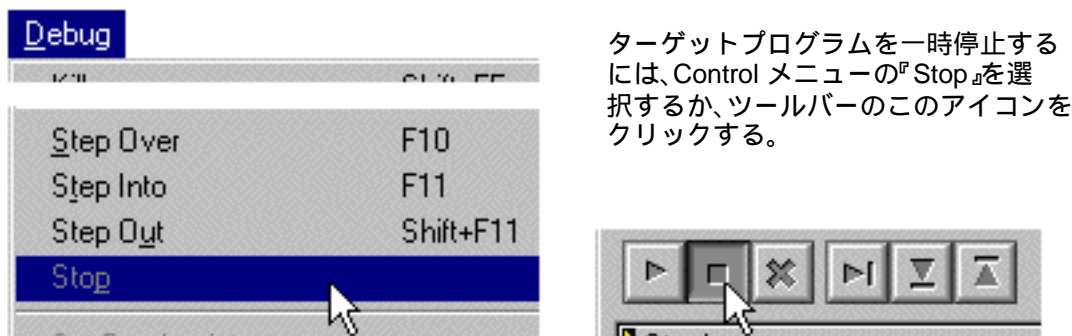 Debug
ターゲットプログラムを一時停止する
には、Control メニューの『Stop』を選
択するか、ツールバーのこのアイコンを
クリックする。
Step Over F10
Step Into F11
Step Out Shift+F11
Stop